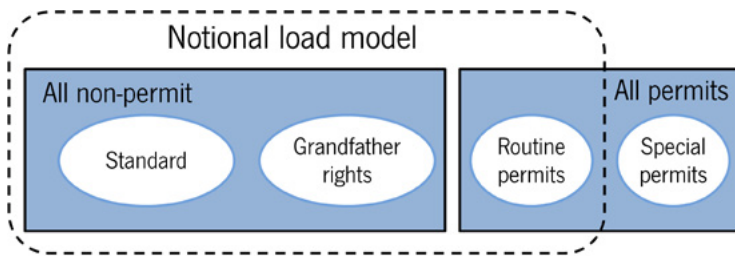 Notional load model
All non-permit
All permits
Standard
Grandfather
rights
Routine
permits
Special
permits